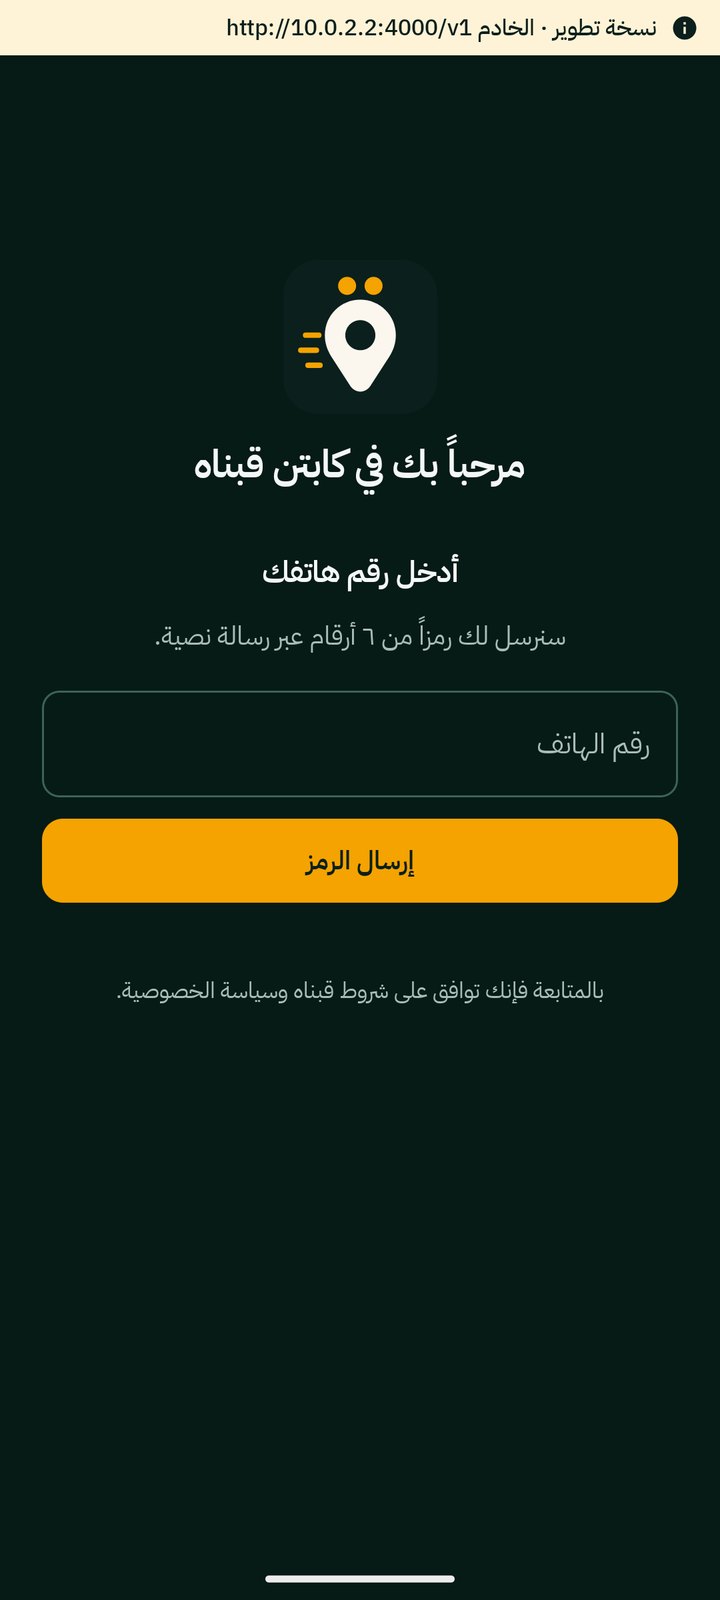 نسخة تطوير · الخادم http://10.0.2.2:4000/v1
مرحباً بك في كابتن قبناه
أدخل رقم هاتفك
سنرسل لك رمزاً من ٦ أرقام عبر رسالة نصية.
رقم الهاتف
إرسال الرمز
بالمتابعة فإنك توافق على شروط قبناه وسياسة الخصوصية.